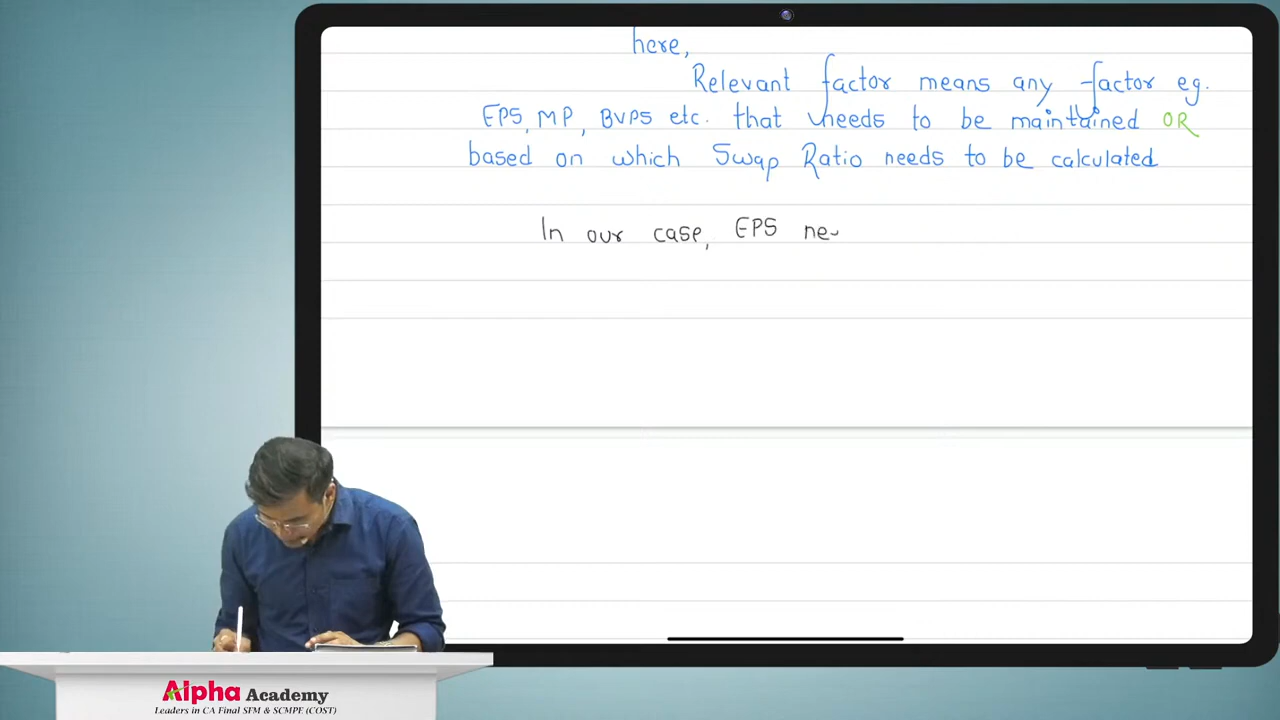 here,
Relevant factor means any factor eg.
EPS, MP, BVPS etc. that needs to be maintained OR
based on which Swap Ratio needs to be calculated
In our case, EPS ne
Alpha Academy
Leaders in CA Final SFM & SCMPE (COST)